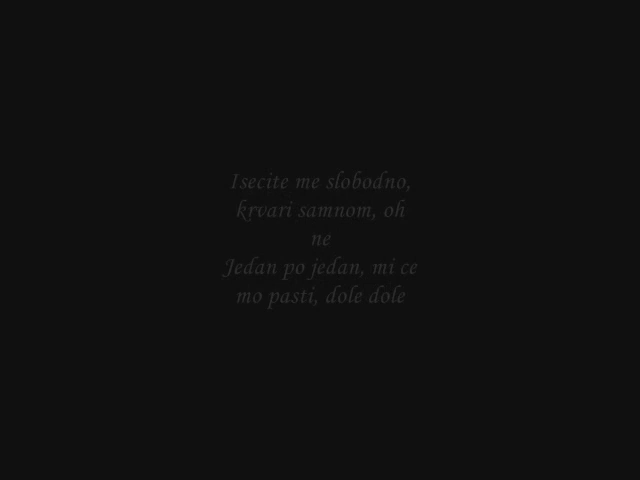 Isecite me slobodno,
krvari samnom, oh
ne
Jedan po jedan, mi ce
mo pasti, dole dole